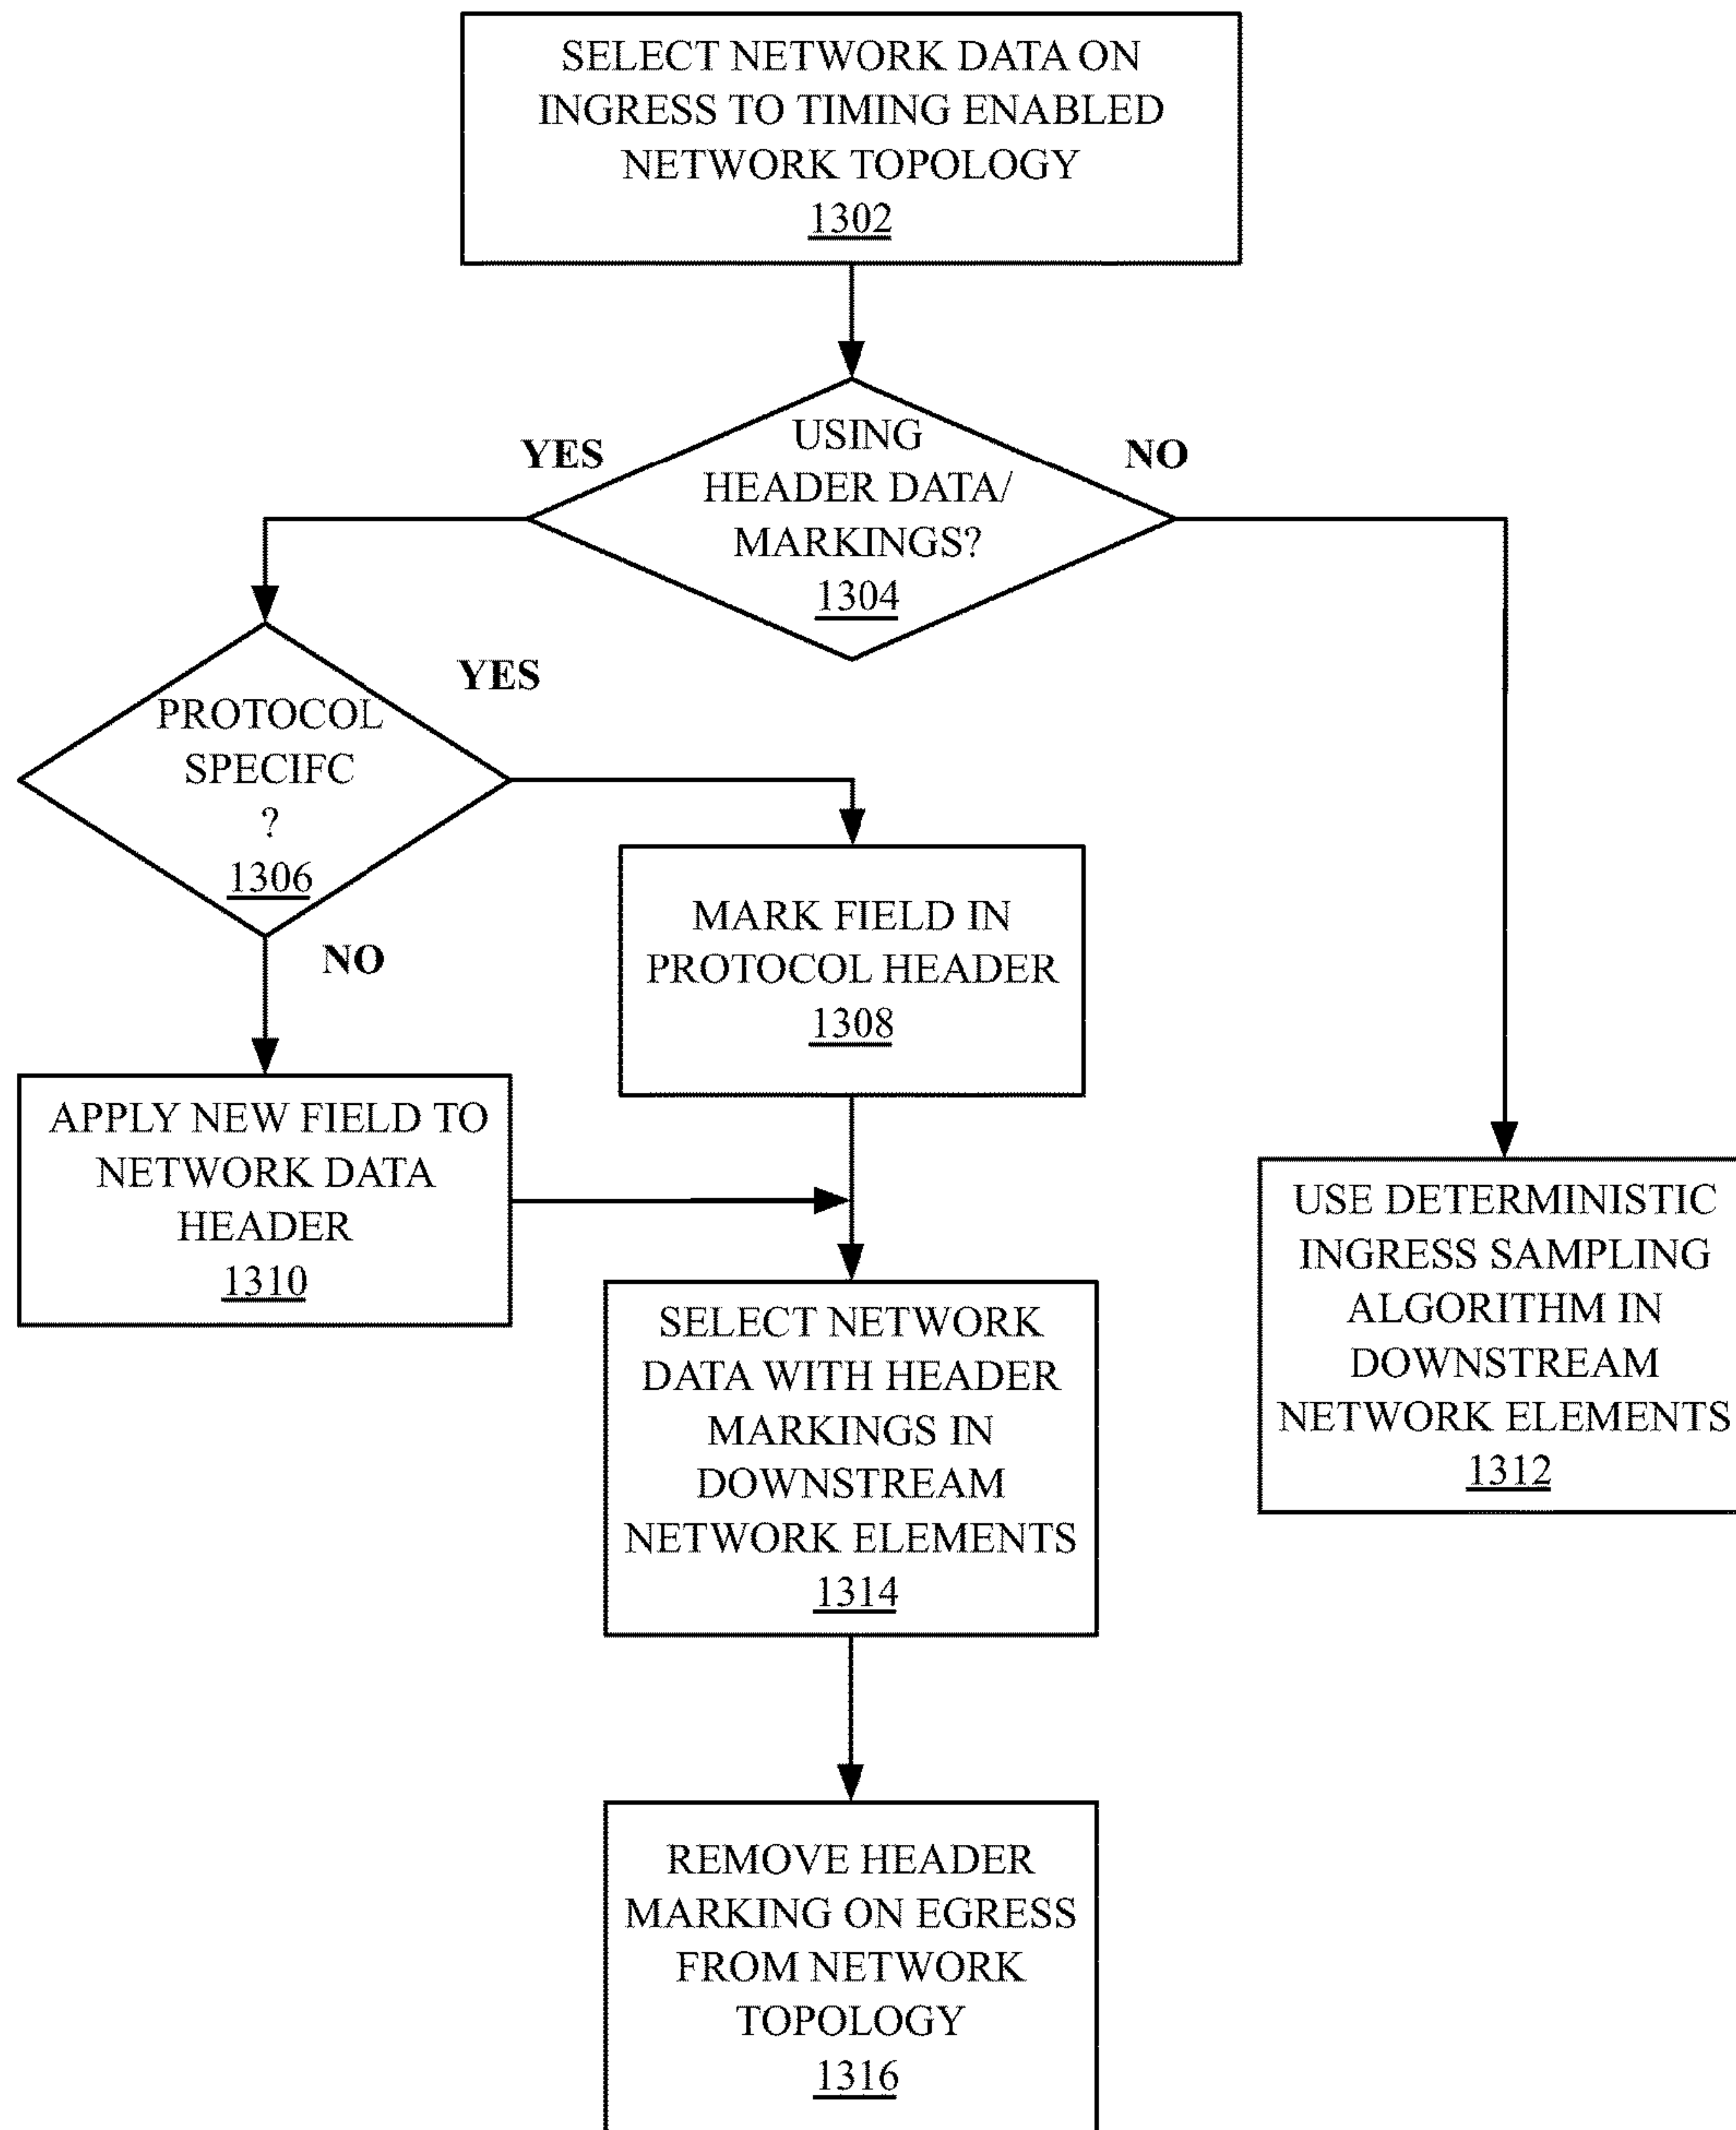 SELECT NETWORK DATA ON
INGRESS TO TIMING ENABLED
NETWORK TOPOLOGY
1302
YES
USING
HEADER DATA/
MARKINGS?
1304
NO
PROTOCOL
SPECIFC
?
1306
YES
NO
MARK FIELD IN
PROTOCOL HEADER
1308
APPLY NEW FIELD TO
NETWORK DATA
HEADER
1310
USE DETERMINISTIC
INGRESS SAMPLING
ALGORITHM IN
DOWNSTREAM
NETWORK ELEMENTS
1312
SELECT NETWORK
DATA WITH HEADER
MARKINGS IN
DOWNSTREAM
NETWORK ELEMENTS
1314
REMOVE HEADER
MARKING ON EGRESS
FROM NETWORK
TOPOLOGY
1316